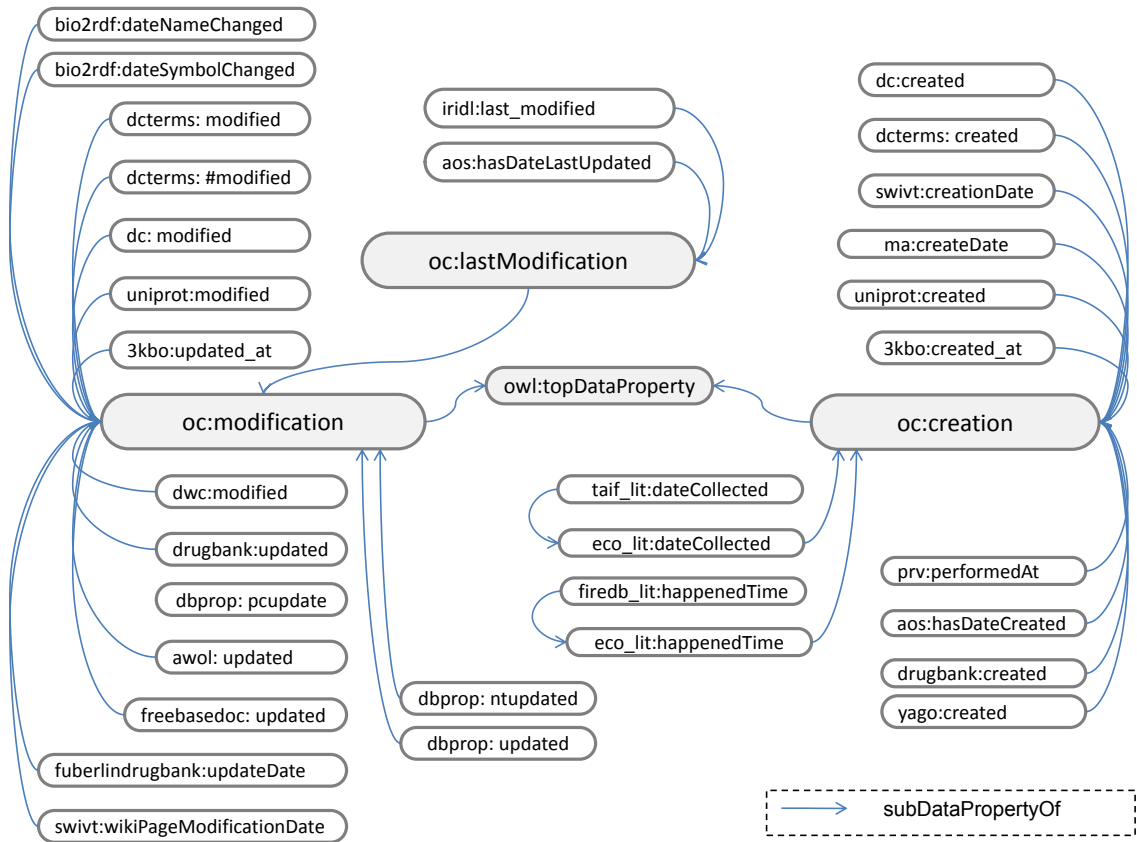 bio2rdf:dateNameChanged
bio2rdf:dateSymbolChanged
dcterms: modified
dcterms: #modified
dc: modified
uniprot:modified
3kbo:updated_at
iridl:last_modified
aos:hasDateLastUpdated
oc:lastModification
dc:created
dcterms: created
swivt:creationDate
ma:createDate
uniprot:created
3kbo:created_at
owl:topDataProperty
oc:modification
oc:creation
dwc:modified
drugbank:updated
dbprop: pcupdate
awol: updated
freebasedoc: updated
fuberlindrugbank:updateDate
swivt:wikiPageModificationDate
taif_lit:dateCollected
eco_lit:dateCollected
firedb_lit:happenedTime
eco_lit:happenedTime
dbprop: ntupdated
dbprop: updated
prv:performedAt
aos:hasDateCreated
drugbank:created
yago:created
subDataPropertyOf